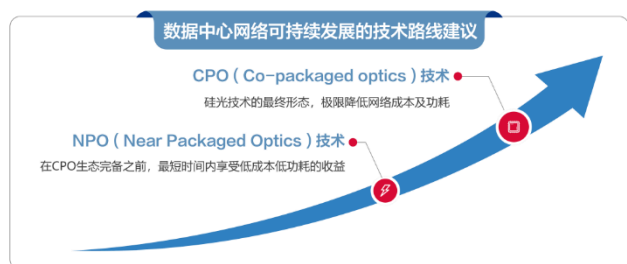 数据中心网络可持续发展的技术路线建议
CPO（Co-packaged optics）技术
硅光技术的最终形态，极限降低网络成本及功耗
NPO（Near Packaged Optics）技术
在CPO生态完备之前，最短时间内享受低成本低功耗的收益